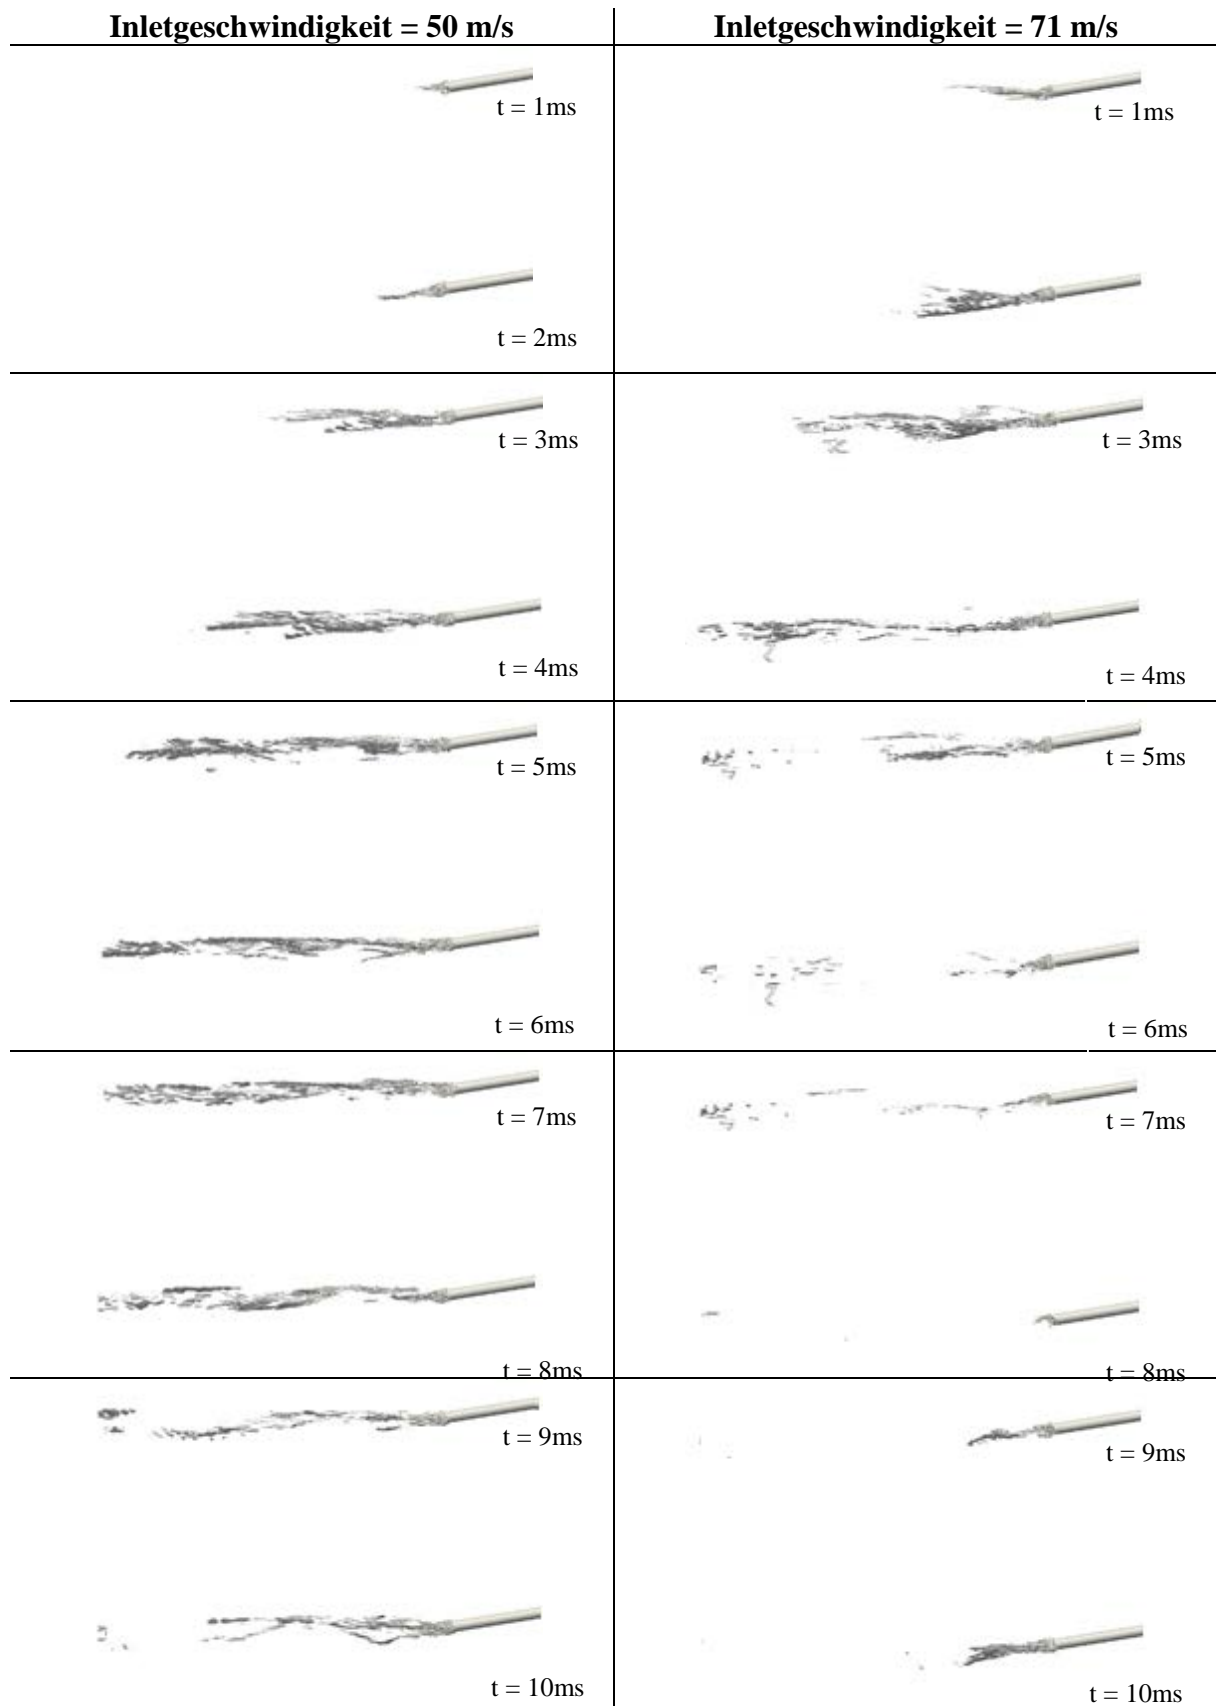 Inletgeschwindigkeit = 50 m/s
Inletgeschwindigkeit = 71 m/s
t = 1ms
t = 1ms
t = 2ms
t = 3ms
t = 3ms
t = 4ms
t = 4ms
t = 5ms
t = 5ms
t = 6ms
t = 6ms
t = 7ms
t = 7ms
t = 8ms
t = 8ms
t = 9ms
t = 9ms
t = 10ms
t = 10ms